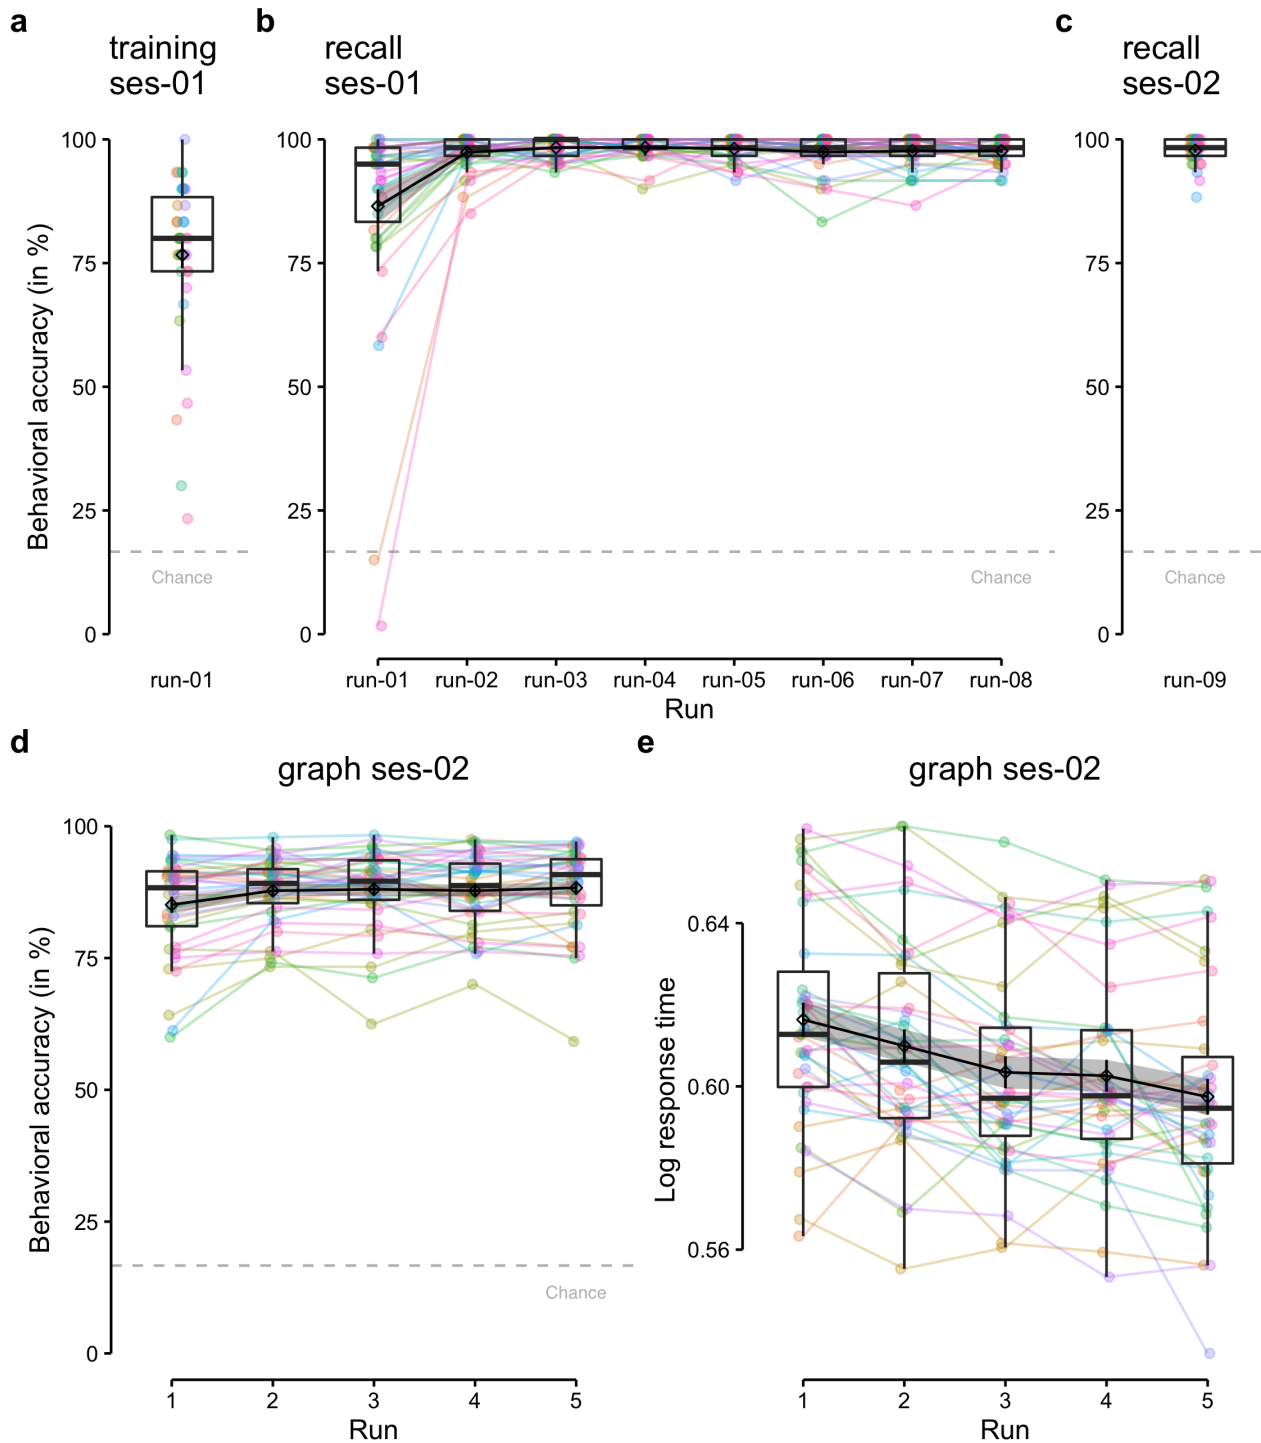 a
training
ses-01
b
recall
ses-01
c
recall
ses-02
Behavioral accuracy (in %)
100
75
50
25
0
Chance
run-01
100
75
50
25
0
Chance
run-01 run-02 run-03 run-04 run-05 run-06 run-07 run-08
Run
100
75
50
25
0
Chance
run-09
d
graph ses-02
Behavioral accuracy (in %)
100
75
50
25
0
Chance
1 2 3 4 5
Run
e
graph ses-02
Log response time
0.64
0.60
0.56
1 2 3 4 5
Run